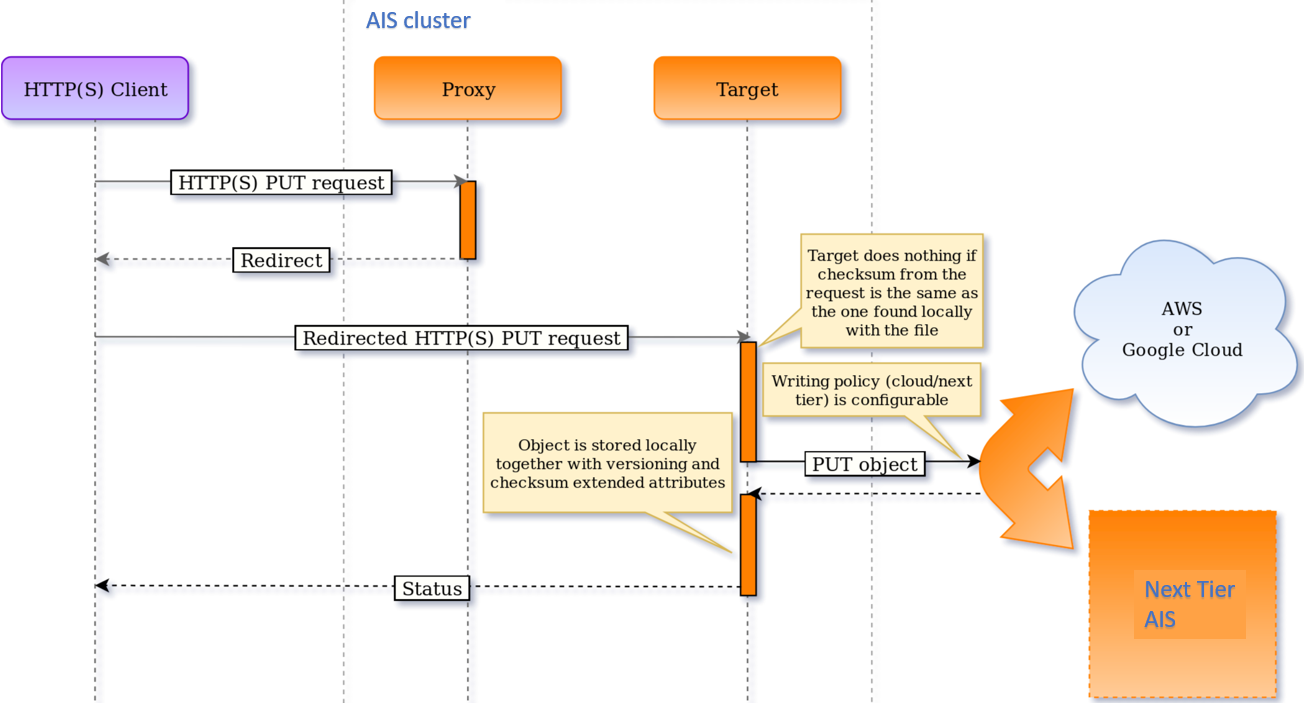 AIS cluster
HTTP(S) Client
Proxy
Target
HTTP(S) PUT request
Redirect
Target does nothing if
checksum from the
request is the same as
the one found locally
with the file
AWS
or
Google Cloud
Redirected HTTP(S) PUT request
Writing policy (cloud/next
tier) is configurable
Object is stored locally
together with versioning and
checksum extended attributes
PUT object
Status
Next Tier
AIS